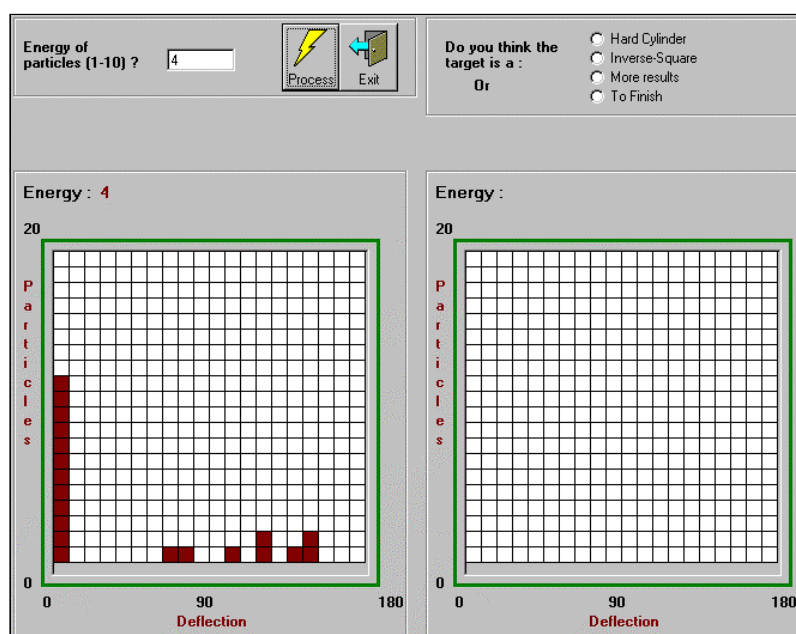 Energy of
particles (1-10) ?
4
Process
Exit
Do you think the
target is a :
Or
Hard Cylinder
Inverse-Square
More results
To Finish
Energy : 4
20
Particles
0
0 90 180
Deflection
Energy :
20
Particles
0
0 90 180
Deflection